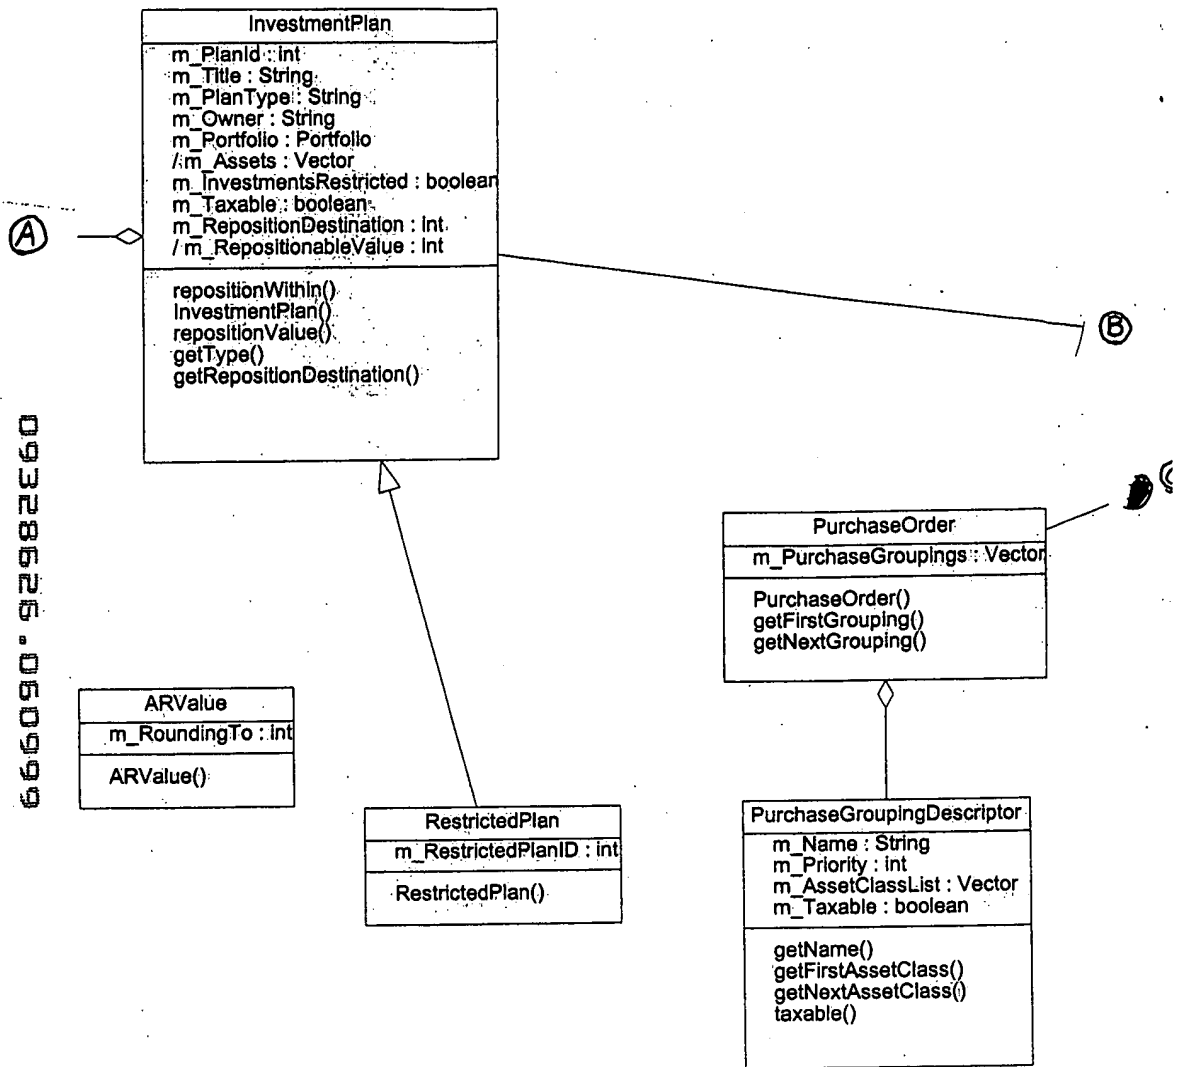 InvestmentPlan
m_PlanId : int
m_Title : String
m_PlanType : String
m_Owner : String
m_Portfolio : Portfolio
/ m_Assets : Vector
m_InvestmentsRestricted : boolean
m_Taxable : boolean
m_RepositionDestination : int
/ m_RepositionableValue : int
repositionWithin()
InvestmentPlan()
repositionValue()
getType()
getRepositionDestination()
A
B
09328626.060999
PurchaseOrder
m_PurchaseGroupings : Vector
PurchaseOrder()
getFirstGrouping()
getNextGrouping()
ARValue
m_RoundingTo : int
ARValue()
RestrictedPlan
m_RestrictedPlanID : int
RestrictedPlan()
PurchaseGroupingDescriptor
m_Name : String
m_Priority : int
m_AssetClassList : Vector
m_Taxable : boolean
getName()
getFirstAssetClass()
getNextAssetClass()
taxable()